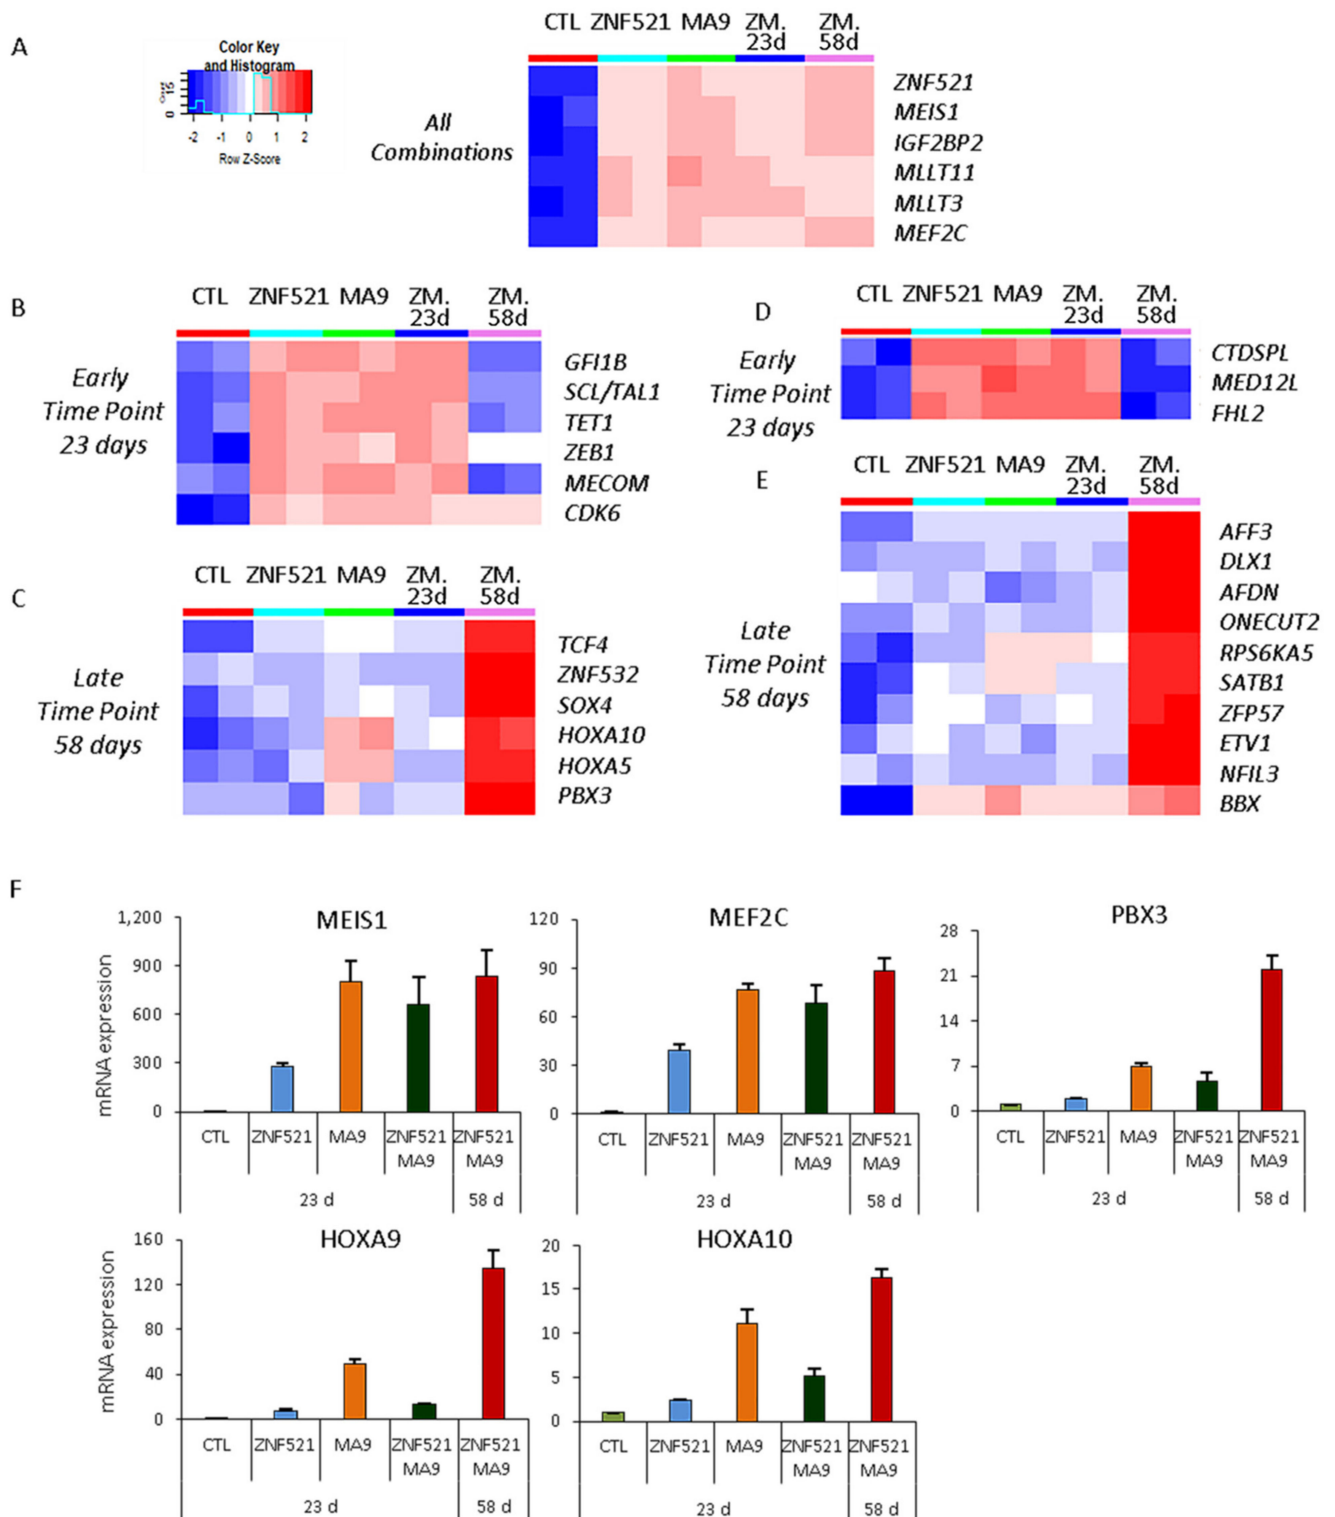 A
Color Key
and Histogram
Count
0
15
-2 -1 0 1 2
Row Z-Score
CTL ZNF521 MA9 ZM. 23d ZM. 58d
All
Combinations
ZNF521
MEIS1
IGF2BP2
MLLT11
MLLT3
MEF2C
B
CTL ZNF521 MA9 ZM. 23d ZM. 58d
Early
Time Point
23 days
GFI1B
SCL/TAL1
TET1
ZEB1
MECOM
CDK6
D
CTL ZNF521 MA9 ZM. 23d ZM. 58d
Early
Time Point
23 days
CTDSPL
MED12L
FHL2
C
CTL ZNF521 MA9 ZM. 23d ZM. 58d
Late
Time Point
58 days
TCF4
ZNF532
SOX4
HOXA10
HOXA5
PBX3
E
CTL ZNF521 MA9 ZM. 23d ZM. 58d
Late
Time Point
58 days
AFF3
DLX1
AFDN
ONECUT2
RPS6KA5
SATB1
ZFP57
ETV1
NFIL3
BBX
F
MEIS1
mRNA expression
1,200
900
600
300
0
CTL ZNF521 MA9 ZNF521 MA9 ZNF521 MA9
23 d 58 d
MEF2C
120
90
60
30
0
CTL ZNF521 MA9 ZNF521 MA9 ZNF521 MA9
23 d 58 d
PBX3
28
21
14
7
0
CTL ZNF521 MA9 ZNF521 MA9 ZNF521 MA9
23 d 58 d
HOXA9
mRNA expression
160
120
80
40
0
CTL ZNF521 MA9 ZNF521 MA9 ZNF521 MA9
23 d 58 d
HOXA10
20
15
10
5
0
CTL ZNF521 MA9 ZNF521 MA9 ZNF521 MA9
23 d 58 d